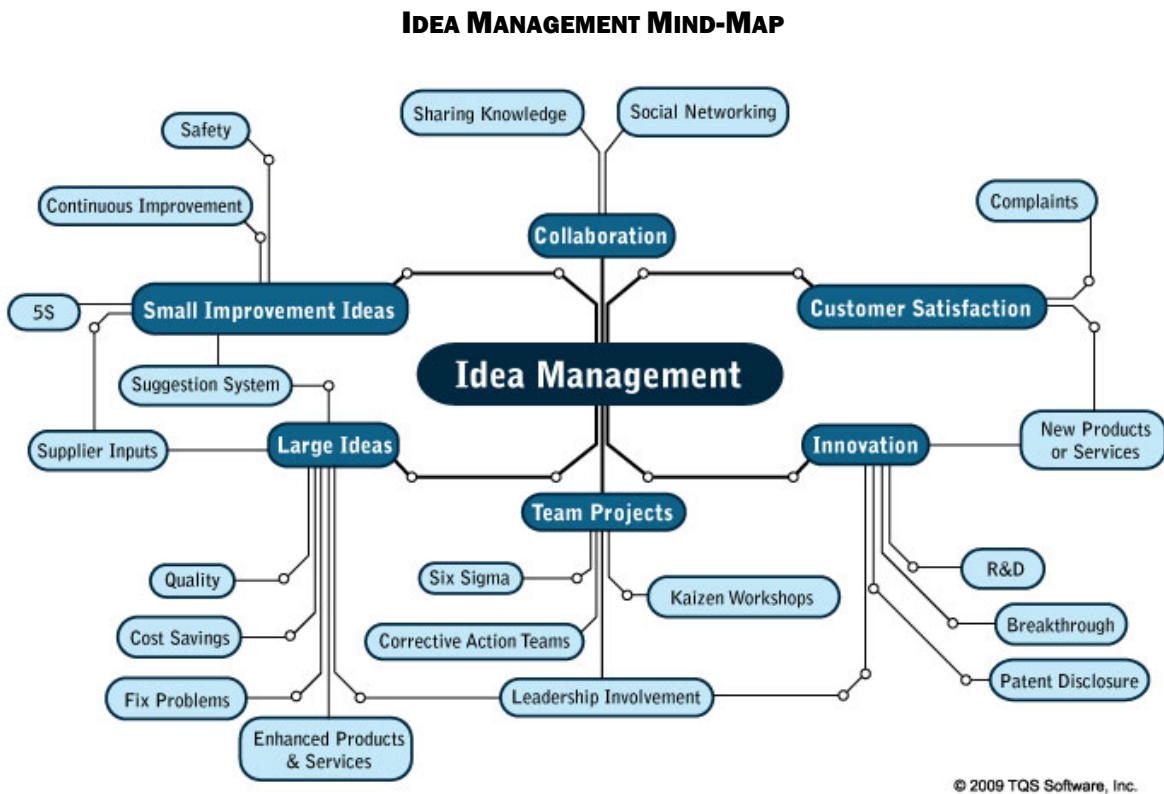 IDEA MANAGEMENT MIND-MAP
Sharing Knowledge
Social Networking
Safety
Continuous Improvement
Complaints
Collaboration
5S
Small Improvement Ideas
Customer Satisfaction
Idea Management
Suggestion System
Supplier Inputs
Large Ideas
Innovation
New Products
or Services
Team Projects
Quality
Six Sigma
Kaizen Workshops
R&D
Cost Savings
Corrective Action Teams
Breakthrough
Fix Problems
Leadership Involvement
Patent Disclosure
Enhanced Products
& Services
© 2009 TQS Software, Inc.